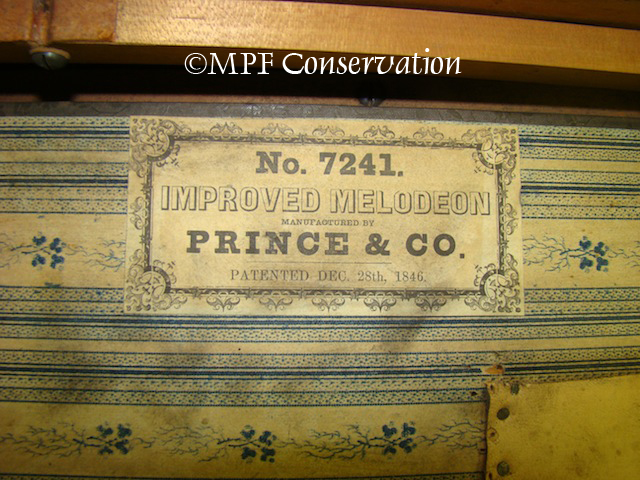 ©MPF Conservation
No. 7241.
IMPROVED MELODEON
MANUFACTURED BY
PRINCE & CO.
PATENTED DEC. 28th, 1846.